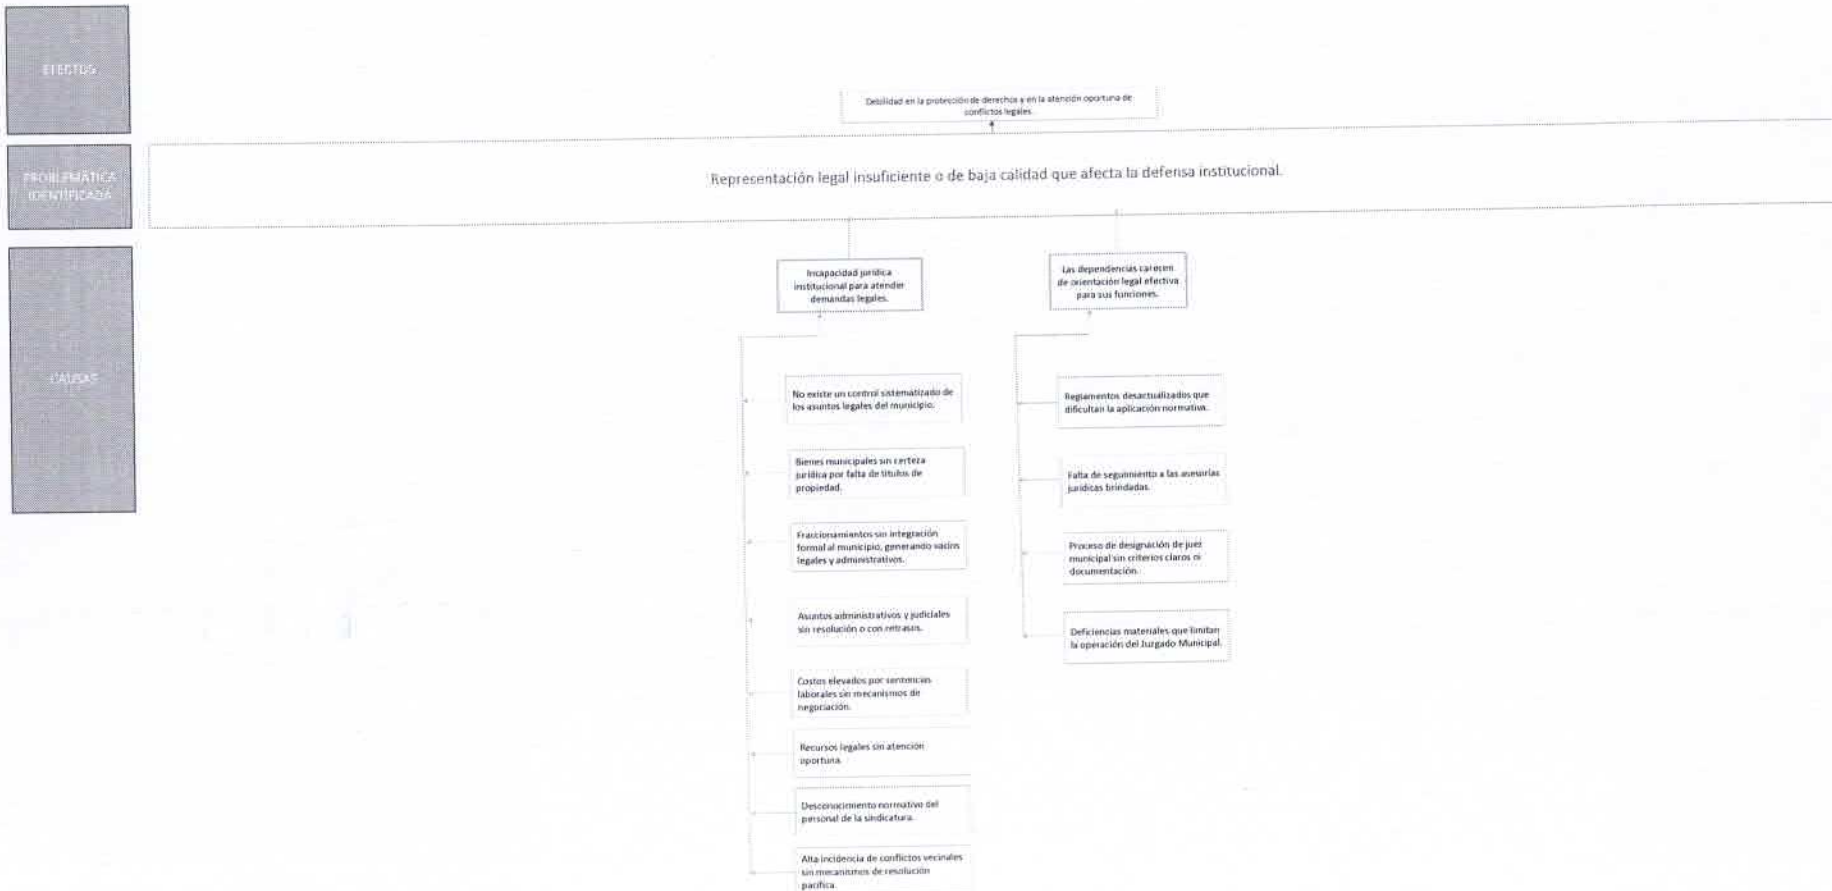 EFECTOS
Debilidad en la protección de derechos y en la atención oportuna de
conflictos legales.
PROBLEMÁTICA
IDENTIFICADA
Representación legal insuficiente o de baja calidad que afecta la defensa institucional.
CAUSAS
Incapacidad jurídica
institucional para atender
demandas legales.
No existe un control sistematizado de
los asuntos legales del municipio.
Bienes municipales sin certeza
jurídica por falta de títulos de
propiedad.
Fraccionamientos sin integración
formal al municipio, generando vacíos
legales y administrativos.
Asuntos administrativos y judiciales
sin resolución o con retrasos.
Costos elevados por sentencias
laborales sin mecanismos de
negociación.
Recursos legales sin atención
oportuna.
Desconocimiento normativo del
personal de la sindicatura.
Alta incidencia de conflictos vecinales
sin mecanismos de resolución
pacífica.
Las dependencias carecen
de orientación legal efectiva
para sus funciones.
Reglamentos desactualizados que
dificultan la aplicación normativa.
Falta de seguimiento a las asesorías
jurídicas brindadas.
Proceso de designación de juez
municipal sin criterios claros ni
documentación.
Deficiencias materiales que limitan
la operación del Juzgado Municipal.